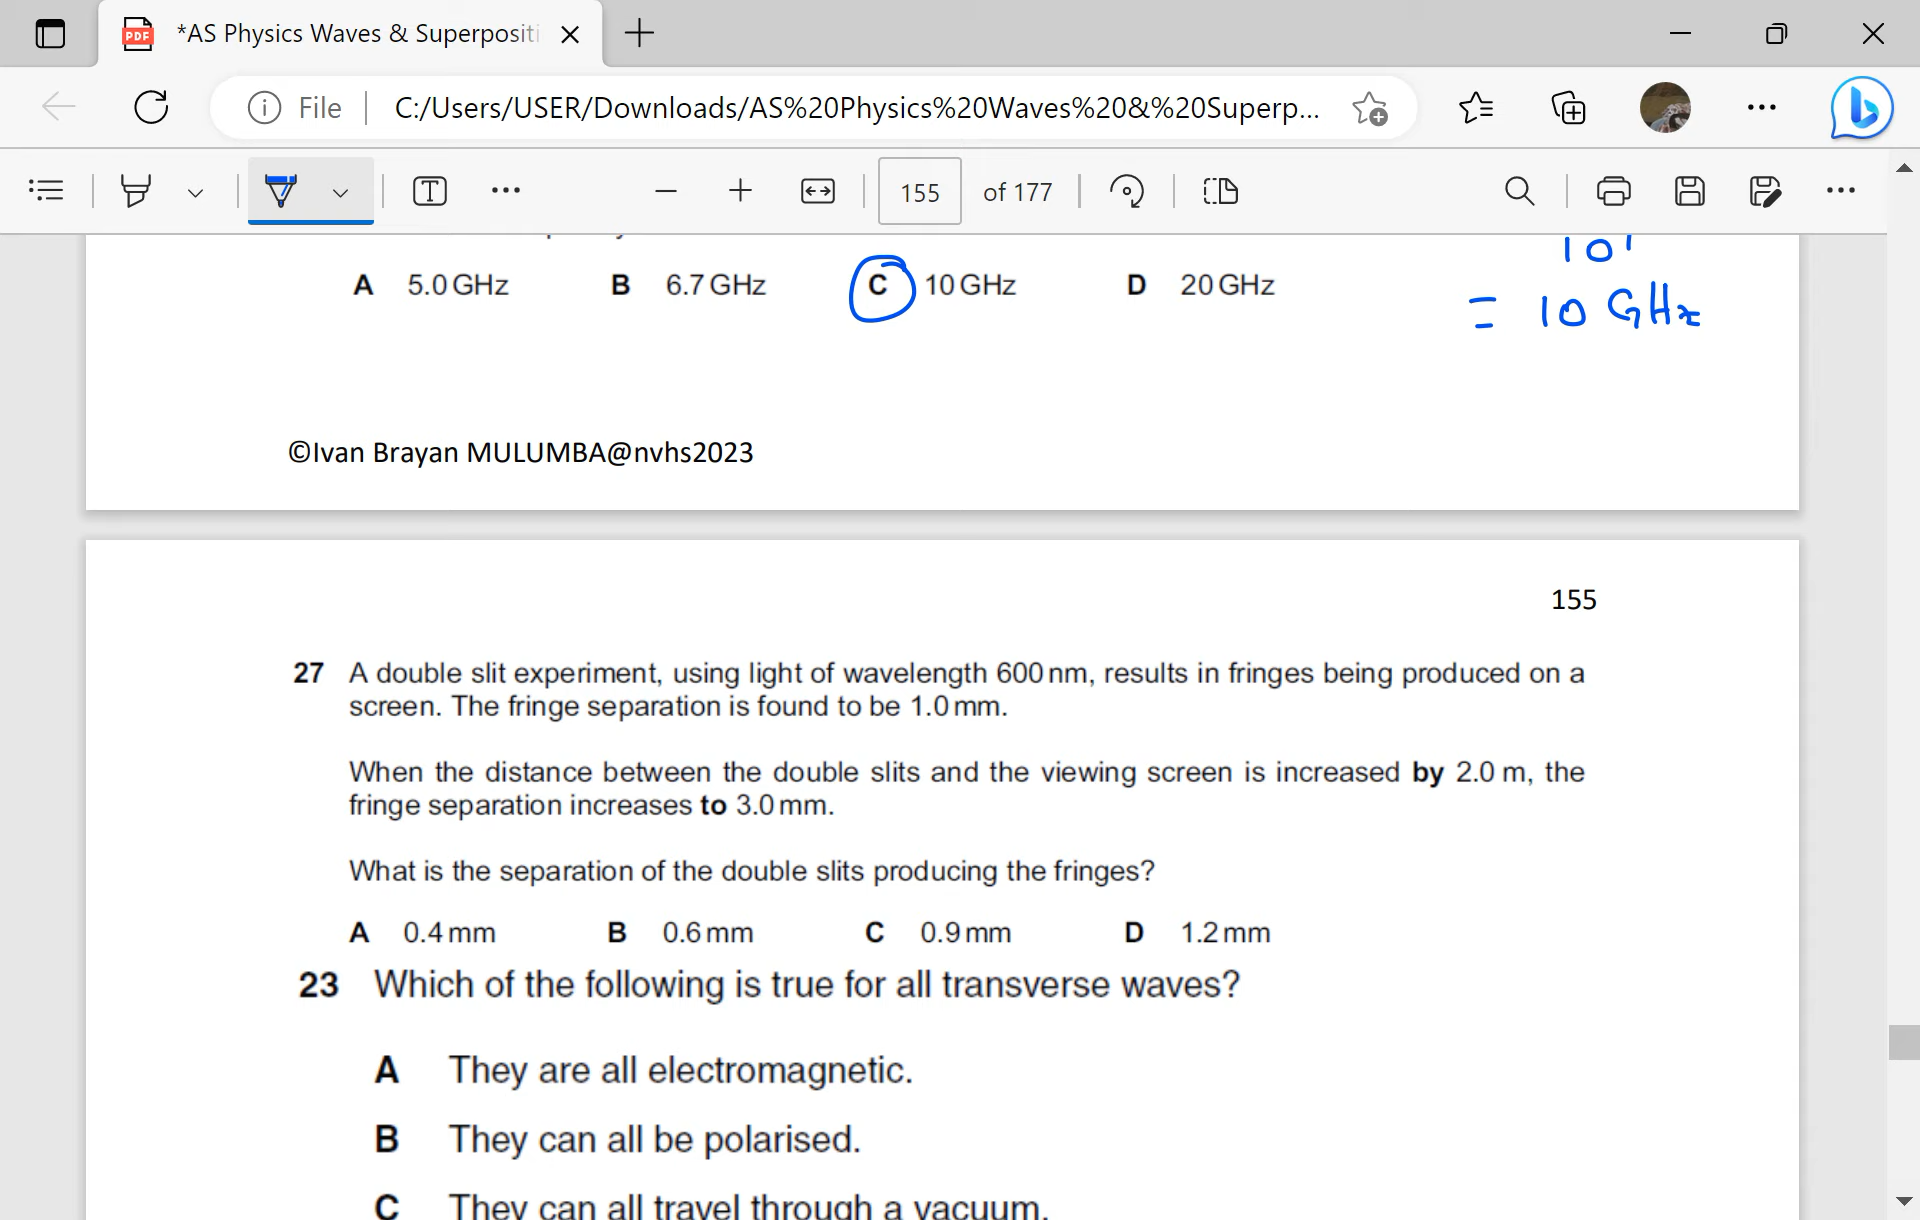 *AS Physics Waves & Superpositi
File
C:/Users/USER/Downloads/AS%20Physics%20Waves%20&%20Superp...
155 of 177
A 5.0 GHz B 6.7 GHz C 10 GHz D 20 GHz
= 10 GHz
©Ivan Brayan MULUMBA@nvhs2023
155
27 A double slit experiment, using light of wavelength 600 nm, results in fringes being produced on a
screen. The fringe separation is found to be 1.0 mm.
When the distance between the double slits and the viewing screen is increased by 2.0 m, the
fringe separation increases to 3.0 mm.
What is the separation of the double slits producing the fringes?
A 0.4 mm B 0.6 mm C 0.9 mm D 1.2 mm
23 Which of the following is true for all transverse waves?
A They are all electromagnetic.
B They can all be polarised.
C They can all travel through a vacuum.